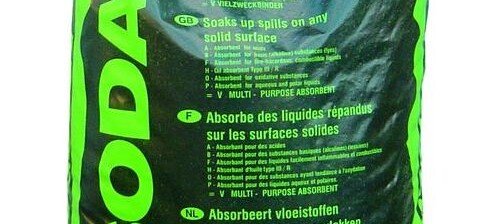 = V VIELZWECKBINDER
ODA
GB
Soaks up spills on any
solid surface
A - Absorbent for acids
B - Absorbent for basic (alkaline) substances (lyes)
F - Absorbent for fire-hazardous, combustible liquids
H - Oil absorbent type III / R
O - Absorbent for oxidative substances
P - Absorbent for aqueous and polar liquids
= V MULTI - PURPOSE ABSORBENT
F
Absorbe des liquides répandus
sur les surfaces solides
A - Absorbant pour des acides
B - Absorbant pour des substances basiques (alcalines) (lessives)
F - Absorbant pour des liquides facilement inflammables et combustibles
H - Absorbant d'huile type III / R
O - Absorbant pour des substances ayant tendance à l'oxydation
P - Absorbant pour des liquides aqueux et polaires
= V MULTI - PURPOSE ABSORBENT
NL
Absorbeert vloeistoffen